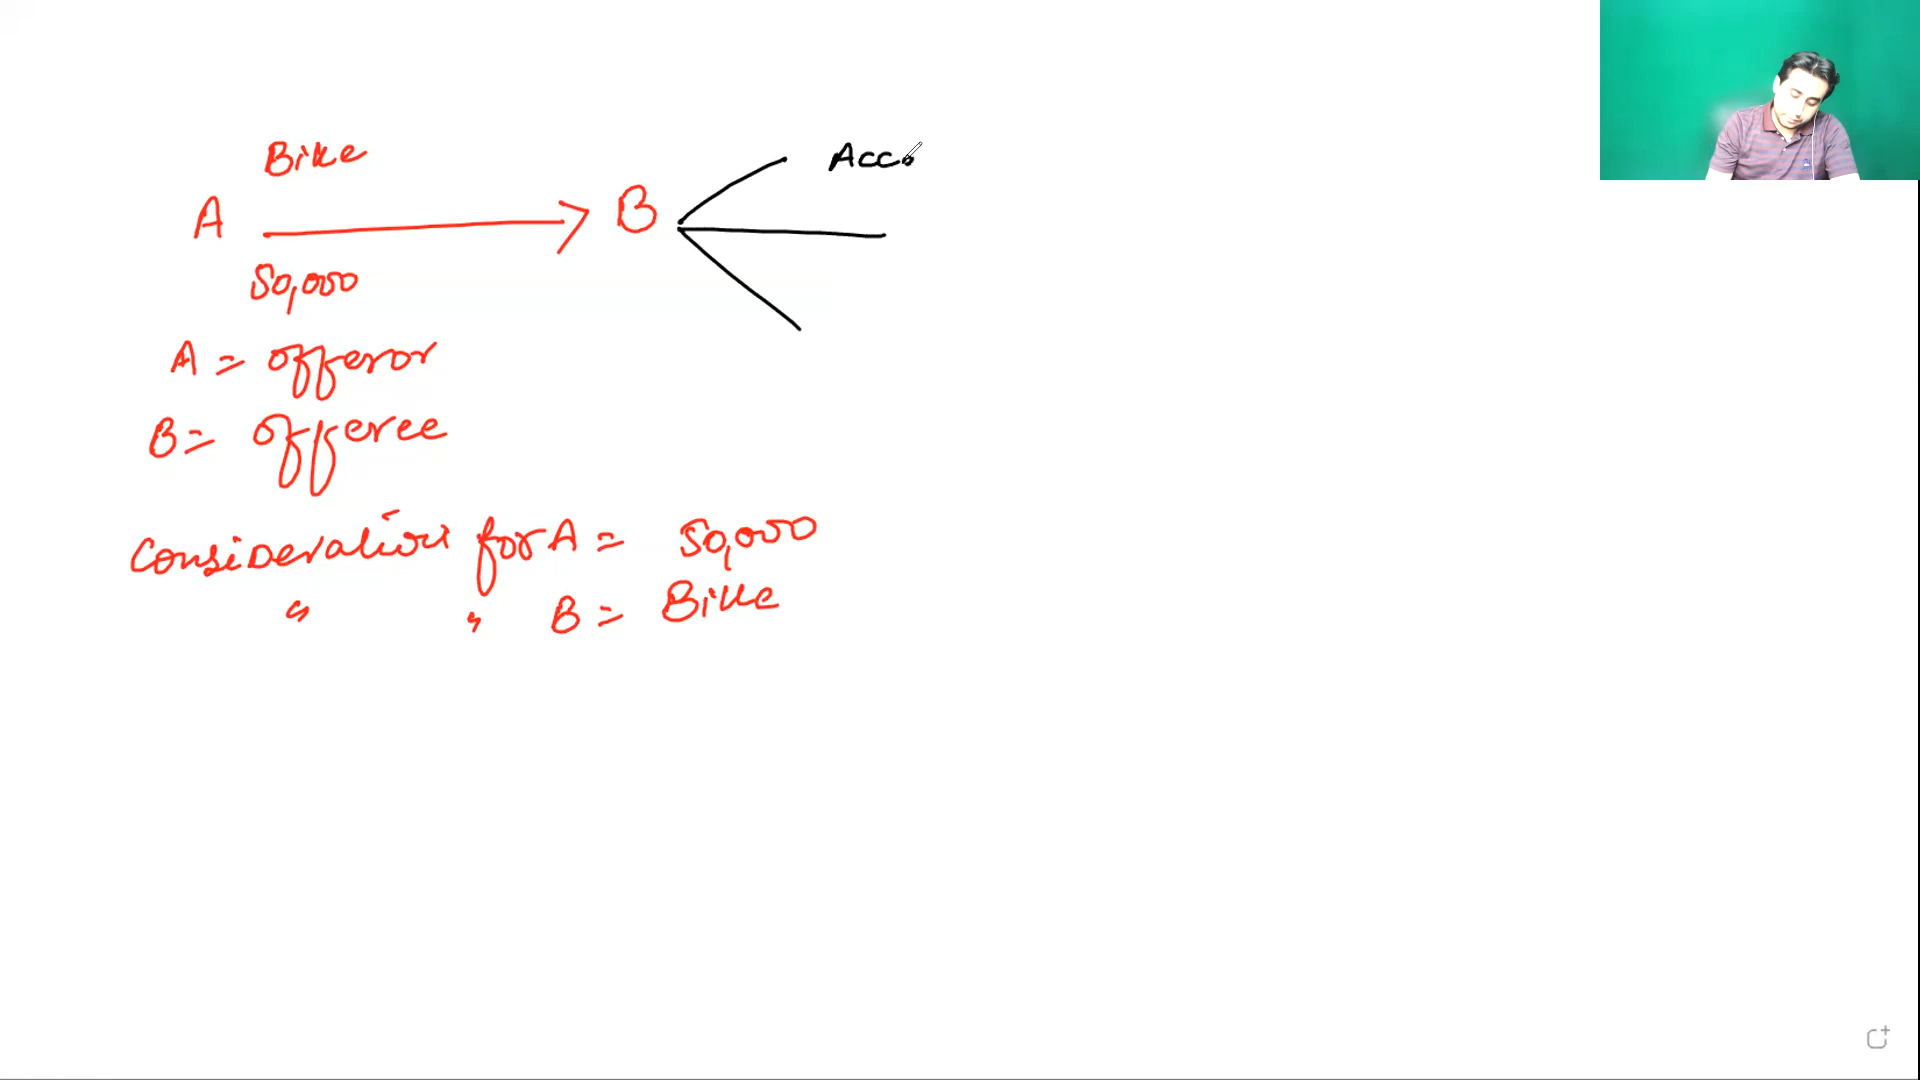 Bike
A B
50,000
Acc
A = offeror
B = offeree
Consideration for A = 50,000
" " B = Bike